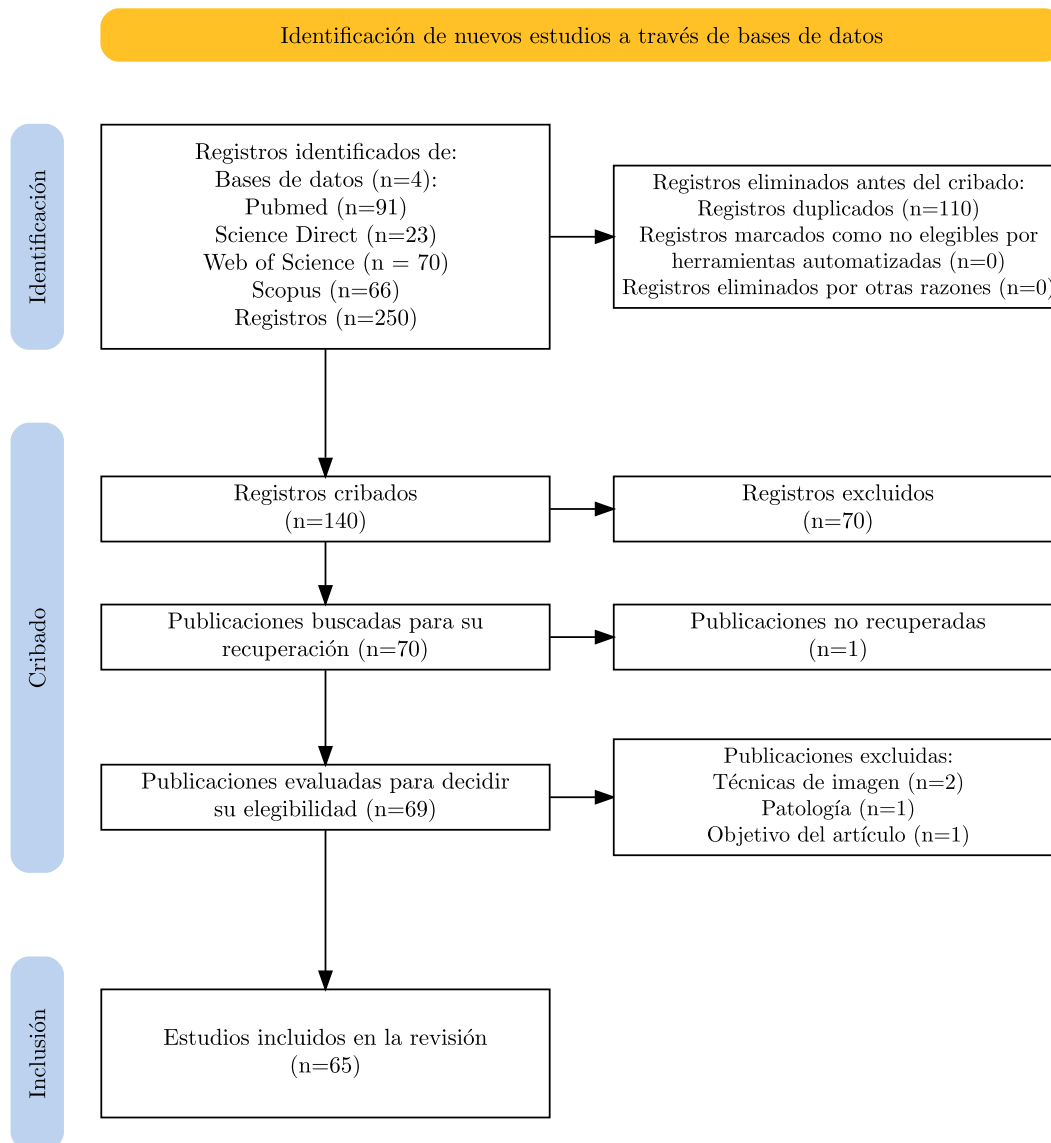 Identificación de nuevos estudios a través de bases de datos
Identificación
Registros identificados de:
Bases de datos (n=4):
Pubmed (n=91)
Science Direct (n=23)
Web of Science (n = 70)
Scopus (n=66)
Registros (n=250)
Registros eliminados antes del cribado:
Registros duplicados (n=110)
Registros marcados como no elegibles por
herramientas automatizadas (n=0)
Registros eliminados por otras razones (n=0)
Cribado
Registros cribados
(n=140)
Registros excluidos
(n=70)
Publicaciones buscadas para su
recuperación (n=70)
Publicaciones no recuperadas
(n=1)
Publicaciones evaluadas para decidir
su elegibilidad (n=69)
Publicaciones excluidas:
Técnicas de imagen (n=2)
Patología (n=1)
Objetivo del artículo (n=1)
Inclusión
Estudios incluidos en la revisión
(n=65)